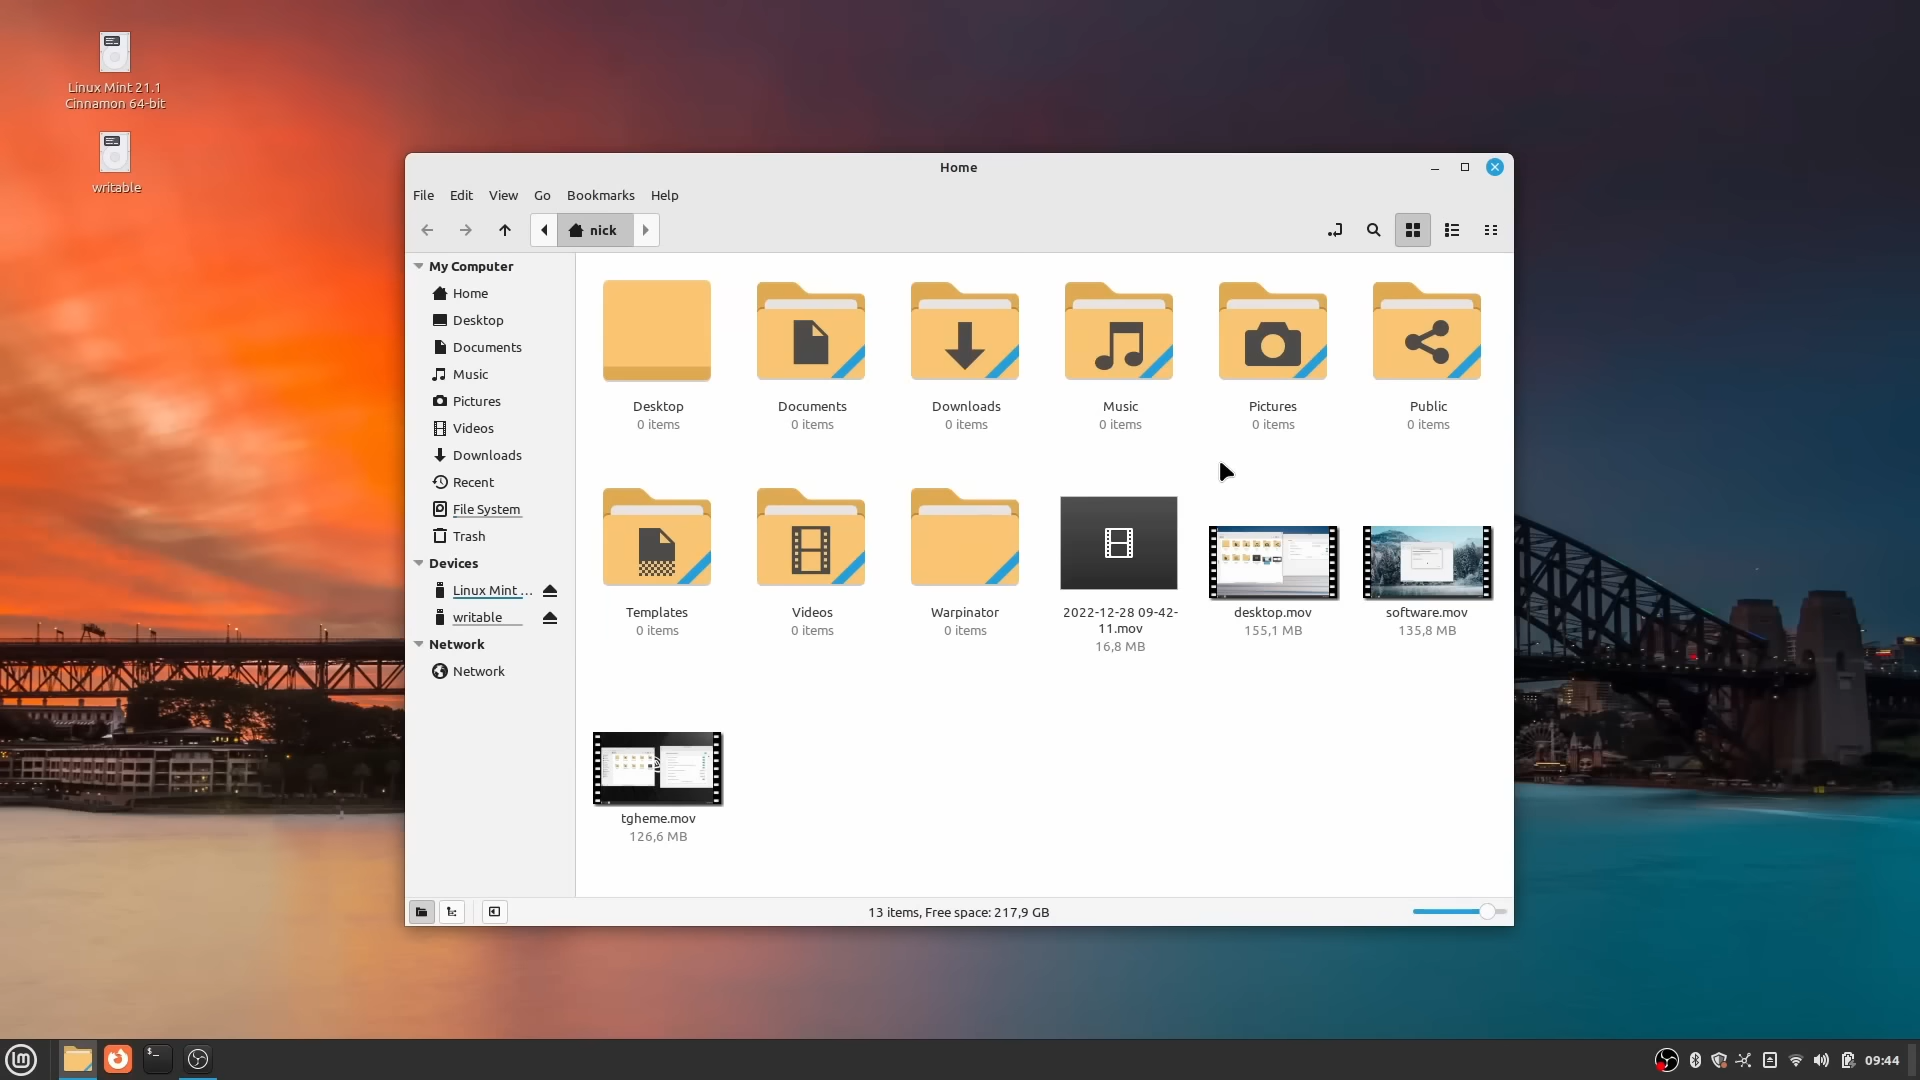 Linux Mint 21.1
Cinnamon 64-bit
writable
Home
File Edit View Go Bookmarks Help
nick
My Computer
Home
Desktop
Documents
Music
Pictures
Videos
Downloads
Recent
File System
Trash
Devices
Linux Mint ...
writable
Network
Network
Desktop
0 items
Documents
0 items
Downloads
0 items
Music
0 items
Pictures
0 items
Public
0 items
Templates
0 items
Videos
0 items
Warpinator
0 items
2022-12-28 09-42-
11.mov
16,8 MB
desktop.mov
155,1 MB
software.mov
135,8 MB
tgheme.mov
126,6 MB
13 items, Free space: 217,9 GB
lm
$_
09:44